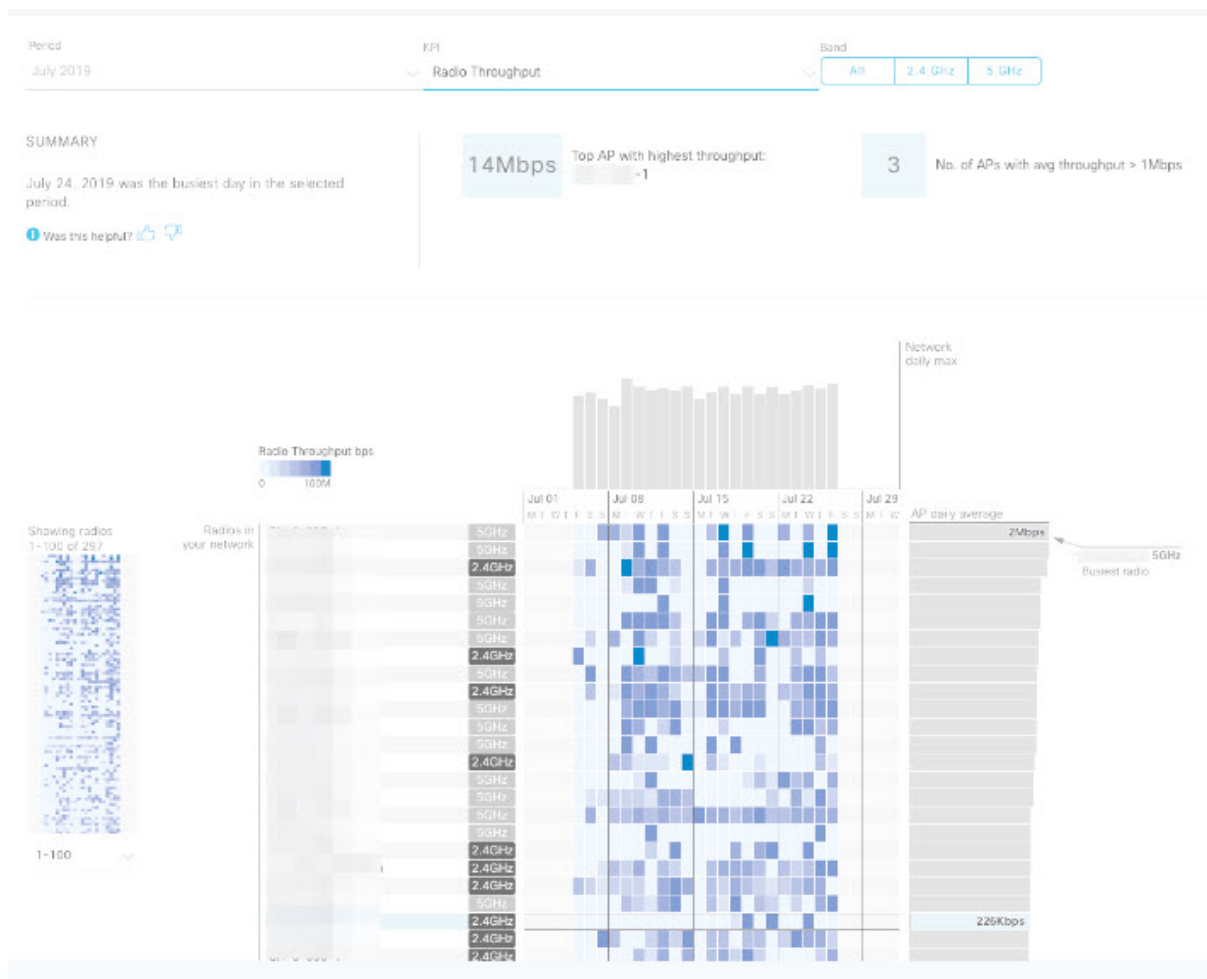 Period
July 2019
KPI
Radio Throughput
Band
All
2.4 GHz
5 GHz
SUMMARY
July 24, 2019 was the busiest day in the selected
period.
Was this helpful?
14Mbps
Top AP with highest throughput:
-1
3
No. of APs with avg throughput > 1Mbps
Network
daily max
Radio Throughput bps
0 100M
Jul 01 Jul 08 Jul 15 Jul 22 Jul 29
AP daily average
Showing radios
1-100 of 297
Radios in
your network
1-100
5GHz
5GHz
2.4GHz
5GHz
5GHz
5GHz
5GHz
2.4GHz
5GHz
2.4GHz
5GHz
5GHz
5GHz
2.4GHz
5GHz
5GHz
5GHz
5GHz
2.4GHz
2.4GHz
2.4GHz
5GHz
2.4GHz
2.4GHz
2.4GHz
2Mbps
5GHz
Busiest radio
226Kbps